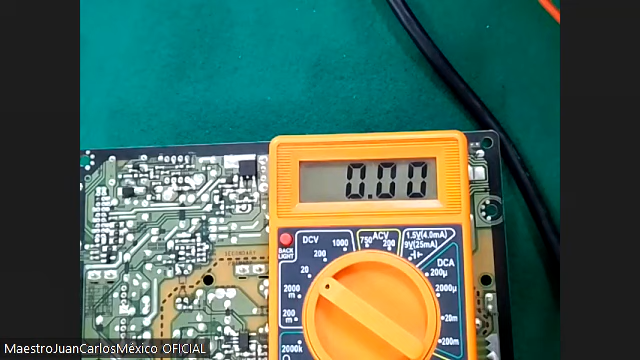 0.00
DCV
1000
750
ACV
200
1.5V(4.0mA)
9V(25mA)
BACK
LIGHT
200
20
2000
m
200
m
2000k
Ω
DCA
200μ
2000μ
20m
200m
SECONDARY
MaestroJuanCarlosMéxico OFICIAL